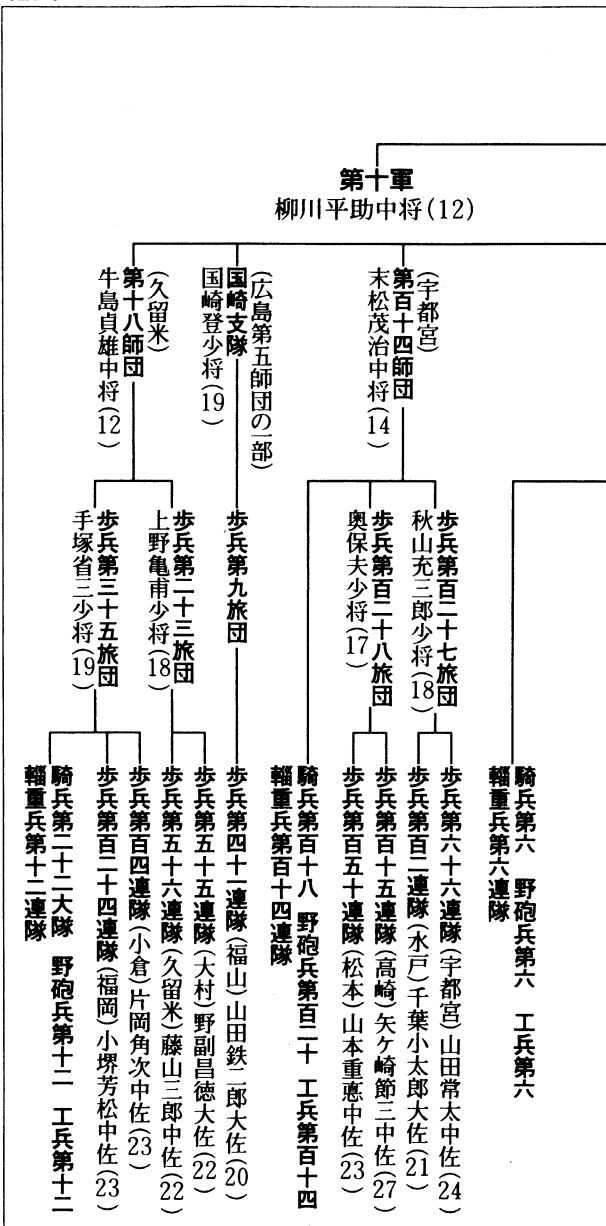 第十軍
柳川平助中将(12)
(宇都宮)
第百十四師団
末松茂治中将(14)
(広島第五師団の一部)
国崎支隊
国崎登少将(19)
(久留米)
第十八師団
牛島貞雄中将(12)
歩兵第百二十七旅団
秋山充三郎少将(18)
歩兵第百二十八旅団
奥保夫少将(17)
歩兵第九旅団
歩兵第二十三旅団
上野亀甫少将(18)
歩兵第三十五旅団
手塚省三少将(19)
騎兵第六 野砲兵第六 工兵第六
輜重兵第六連隊
歩兵第六十六連隊(宇都宮)山田常太中佐(24)
歩兵第百二連隊(水戸)千葉小太郎大佐(21)
歩兵第百十五連隊(高崎)矢ケ崎節三中佐(27)
歩兵第百五十連隊(松本)山本重悳中佐(23)
騎兵第百十八 野砲兵第百二十 工兵第百十四
輜重兵第百十四連隊
歩兵第四十一連隊(福山)山田鉄二郎大佐(20)
歩兵第五十五連隊(大村)野副昌徳大佐(22)
歩兵第五十六連隊(久留米)藤山三郎中佐(22)
歩兵第百四連隊(小倉)片岡角次中佐(23)
歩兵第百二十四連隊(福岡)小堺芳松中佐(23)
騎兵第二十二大隊 野砲兵第十二 工兵第十二
輜重兵第十二連隊